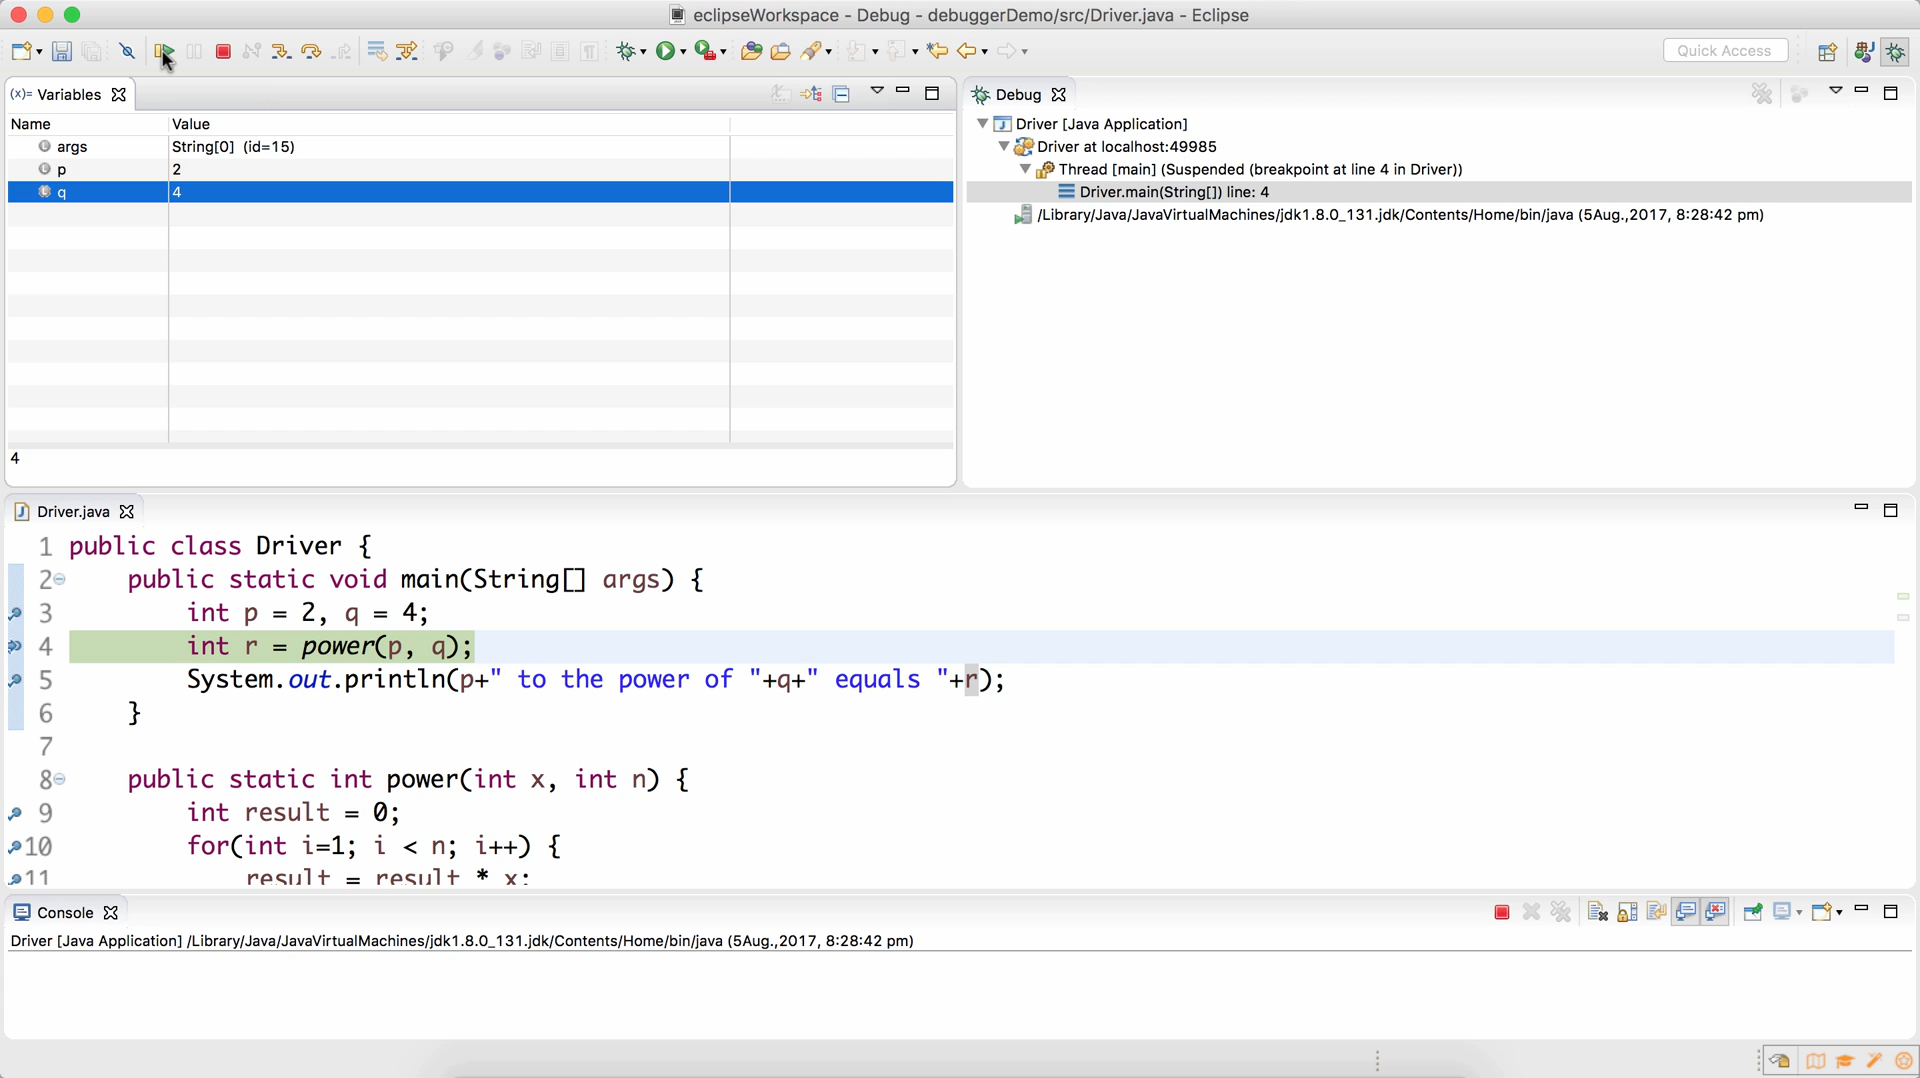 eclipseWorkspace - Debug - debuggerDemo/src/Driver.java - Eclipse
Quick Access
(x)= Variables
Name Value
args String[0] (id=15)
p 2
q 4
4
Debug
Driver [Java Application]
Driver at localhost:49985
Thread [main] (Suspended (breakpoint at line 4 in Driver))
Driver.main(String[]) line: 4
/Library/Java/JavaVirtualMachines/jdk1.8.0_131.jdk/Contents/Home/bin/java (5Aug.,2017, 8:28:42 pm)
Driver.java
1 public class Driver {
2 public static void main(String[] args) {
3 int p = 2, q = 4;
4 int r = power(p, q);
5 System.out.println(p+" to the power of "+q+" equals "+r);
6 }
7
8 public static int power(int x, int n) {
9 int result = 0;
10 for(int i=1; i < n; i++) {
11 result = result * x;
Console
Driver [Java Application] /Library/Java/JavaVirtualMachines/jdk1.8.0_131.jdk/Contents/Home/bin/java (5Aug.,2017, 8:28:42 pm)